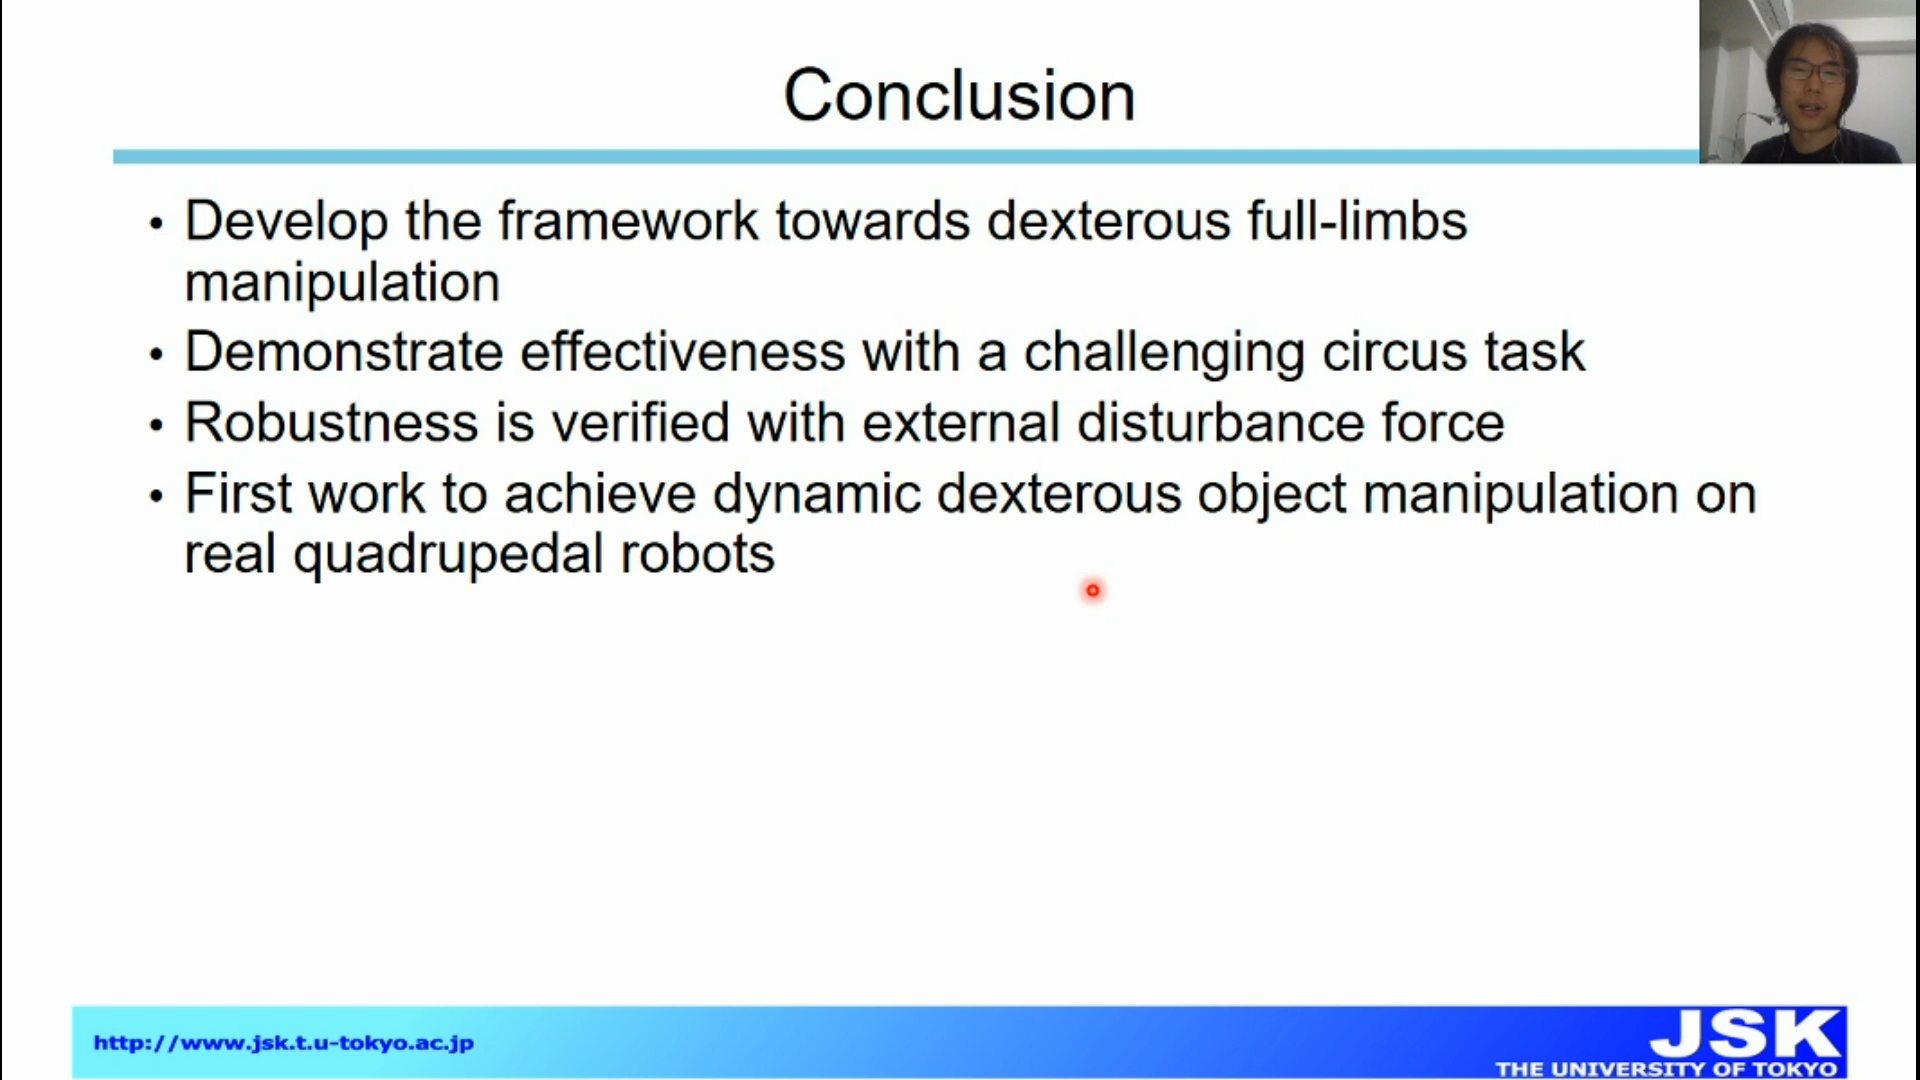 Conclusion
• Develop the framework towards dexterous full-limbs
manipulation
• Demonstrate effectiveness with a challenging circus task
• Robustness is verified with external disturbance force
• First work to achieve dynamic dexterous object manipulation on
real quadrupedal robots
http://www.jsk.t.u-tokyo.ac.jp
JSK
THE UNIVERSITY OF TOKYO